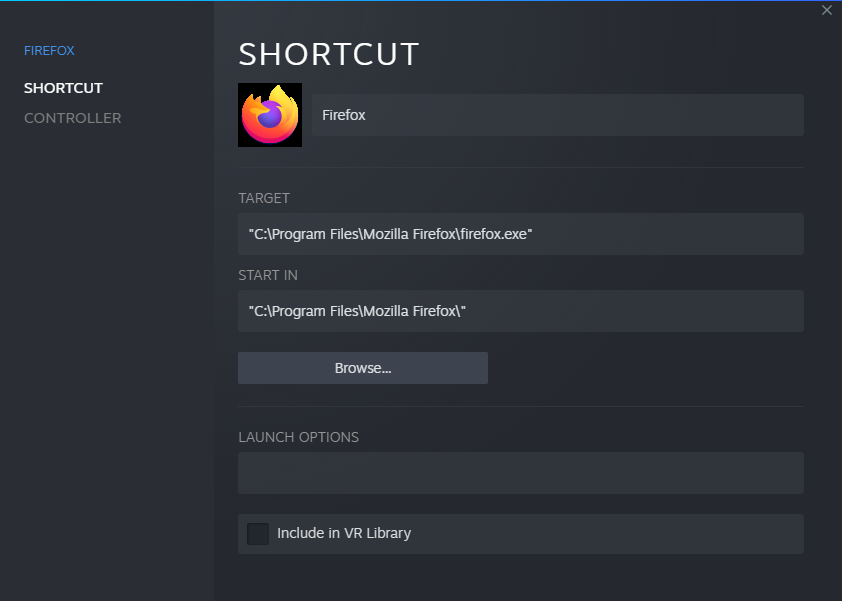 FIREFOX
SHORTCUT
CONTROLLER
SHORTCUT
Firefox
TARGET
"C:\Program Files\Mozilla Firefox\firefox.exe"
START IN
"C:\Program Files\Mozilla Firefox\"
Browse...
LAUNCH OPTIONS
Include in VR Library